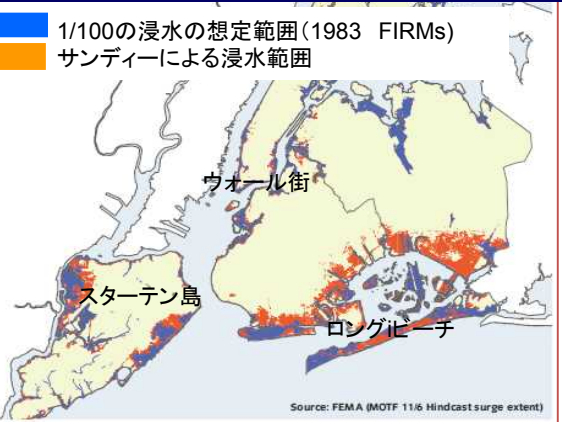 1/100の浸水の想定範囲(1983 FIRMs)
サンディーによる浸水範囲
ウォール街
スターテン島
ロングiビーチ
Source: FEMA (MOTF 11/6 Hindcast surge extent)